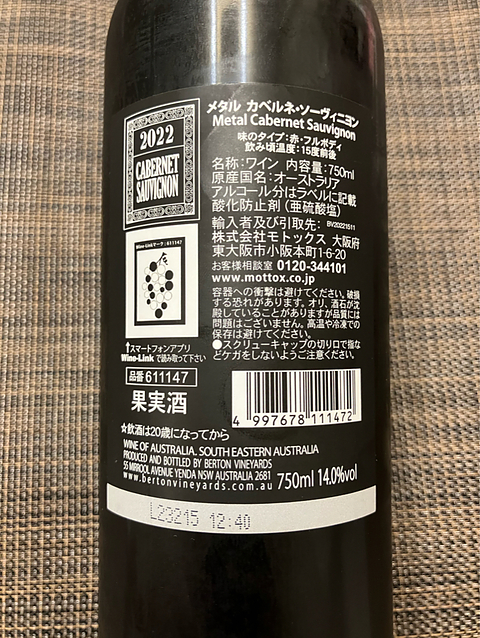 2022
CABERNET
SAUVIGNON
メタル カベルネ・ソーヴィニヨン
Metal Cabernet Sauvignon
味のタイプ:赤・フルボディ
飲み頃温度:15度前後
名称:ワイン 内容量:750ml
原産国名:オーストラリア
アルコール分はラベルに記載
酸化防止剤(亜硫酸塩)
輸入者及び引取先: BV20221511
株式会社モトックス 大阪府
東大阪市小阪本町1-6-20
お客様相談室 0120-344101
www.mottox.co.jp
容器への衝撃は避けてください。破損
する恐れがあります。オリ、酒石が沈
殿していることがありますが品質には
問題はございません。高温や冷凍での
保管はご注意ください。
●スクリューキャップの切り口で指な
どケガをしないようご注意ください。
Wine-Linkマーク:611147
↑スマートフォンアプリ
Wine-Link で読み取って下さい
品番 611147
果実酒
4 997678 111472
☆飲酒は20歳になってから
WINE OF AUSTRALIA. SOUTH EASTERN AUSTRALIA
PRODUCED AND BOTTLED BY BERTON VINEYARDS
55 MIRROOL AVENUE YENDA NSW AUSTRALIA 2681
www.bertonvineyards.com.au 750ml 14.0%vol
L23215 12:40